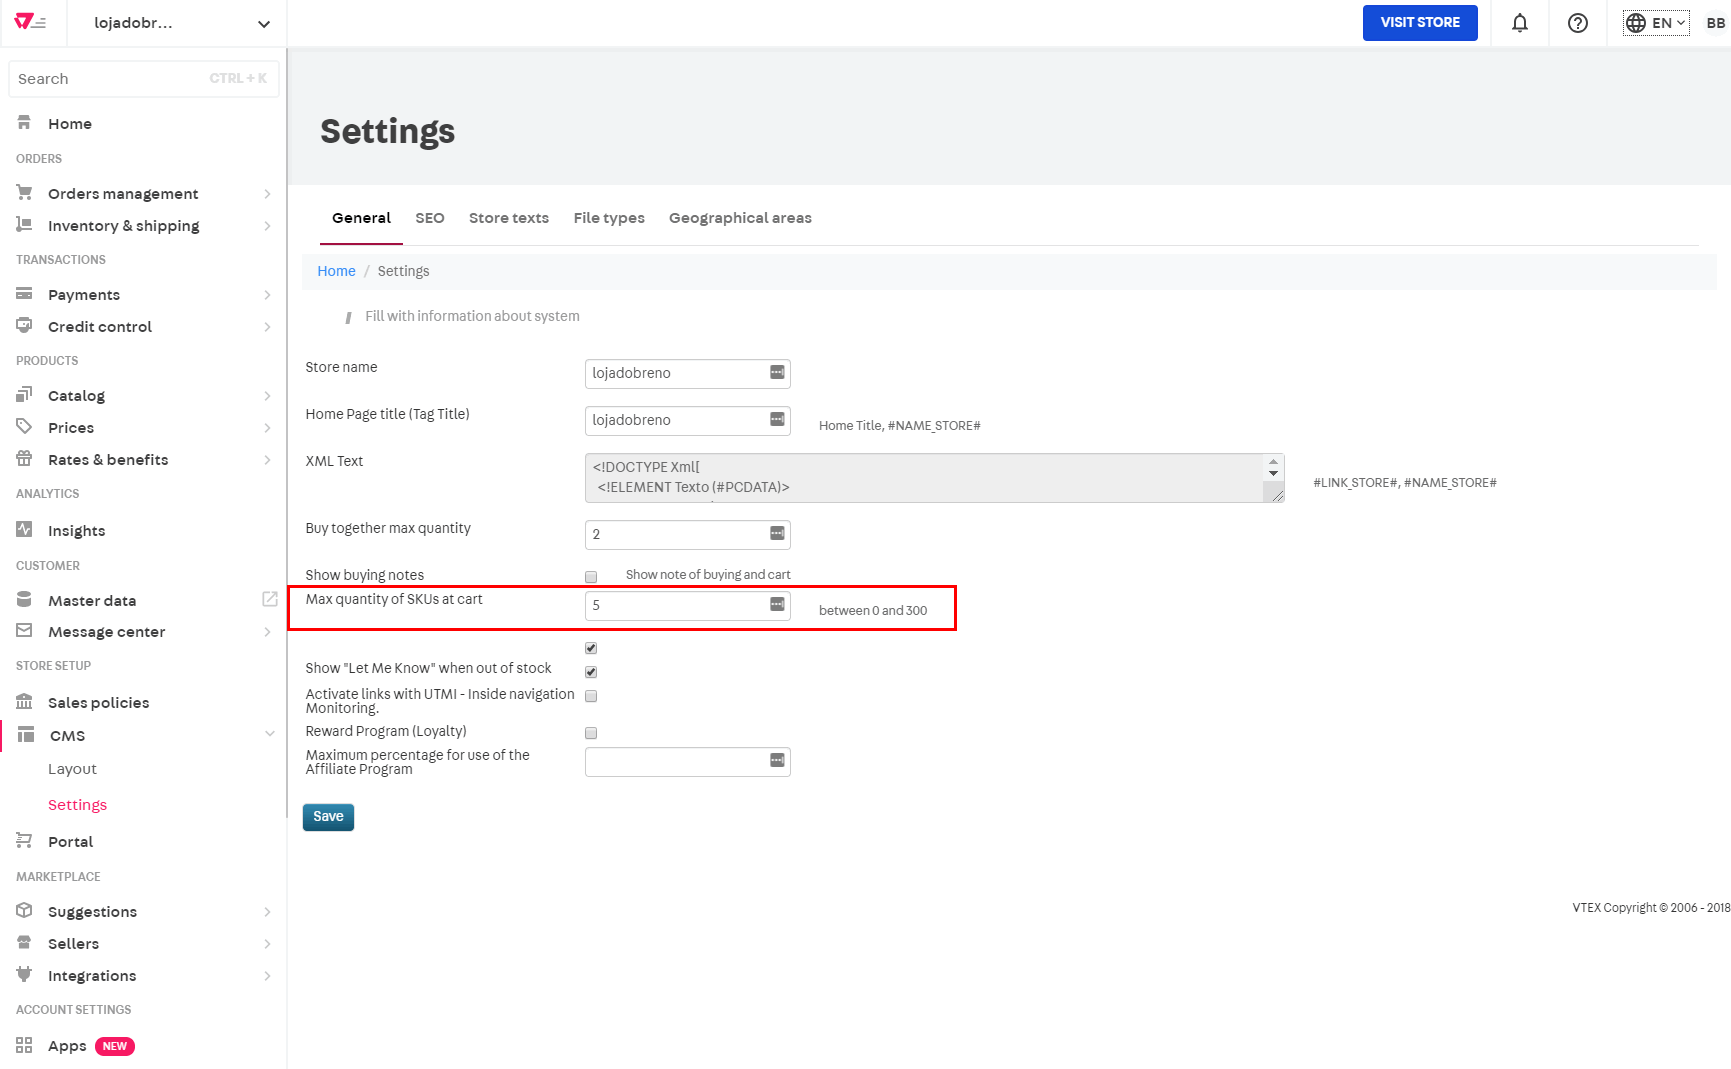 lojadobr...
VISIT STORE
EN
BB
Search
CTRL + K
Home
ORDERS
Orders management
Inventory & shipping
TRANSACTIONS
Payments
Credit control
PRODUCTS
Catalog
Prices
Rates & benefits
ANALYTICS
Insights
CUSTOMER
Master data
Message center
STORE SETUP
Sales policies
CMS
Layout
Settings
Portal
MARKETPLACE
Suggestions
Sellers
Integrations
ACCOUNT SETTINGS
Apps NEW
Settings
General SEO Store texts File types Geographical areas
Home / Settings
Fill with information about system
Store name lojadobreno
Home Page title (Tag Title) lojadobreno Home Title, #NAME_STORE#
XML Text <!DOCTYPE Xml[
<!ELEMENT Texto (#PCDATA)>
#LINK_STORE#, #NAME_STORE#
Buy together max quantity 2
Show buying notes Show note of buying and cart
Max quantity of SKUs at cart 5 between 0 and 300
Show "Let Me Know" when out of stock
Activate links with UTMI - Inside navigation
Monitoring.
Reward Program (Loyalty)
Maximum percentage for use of the
Affiliate Program
Save
VTEX Copyright © 2006 - 2018